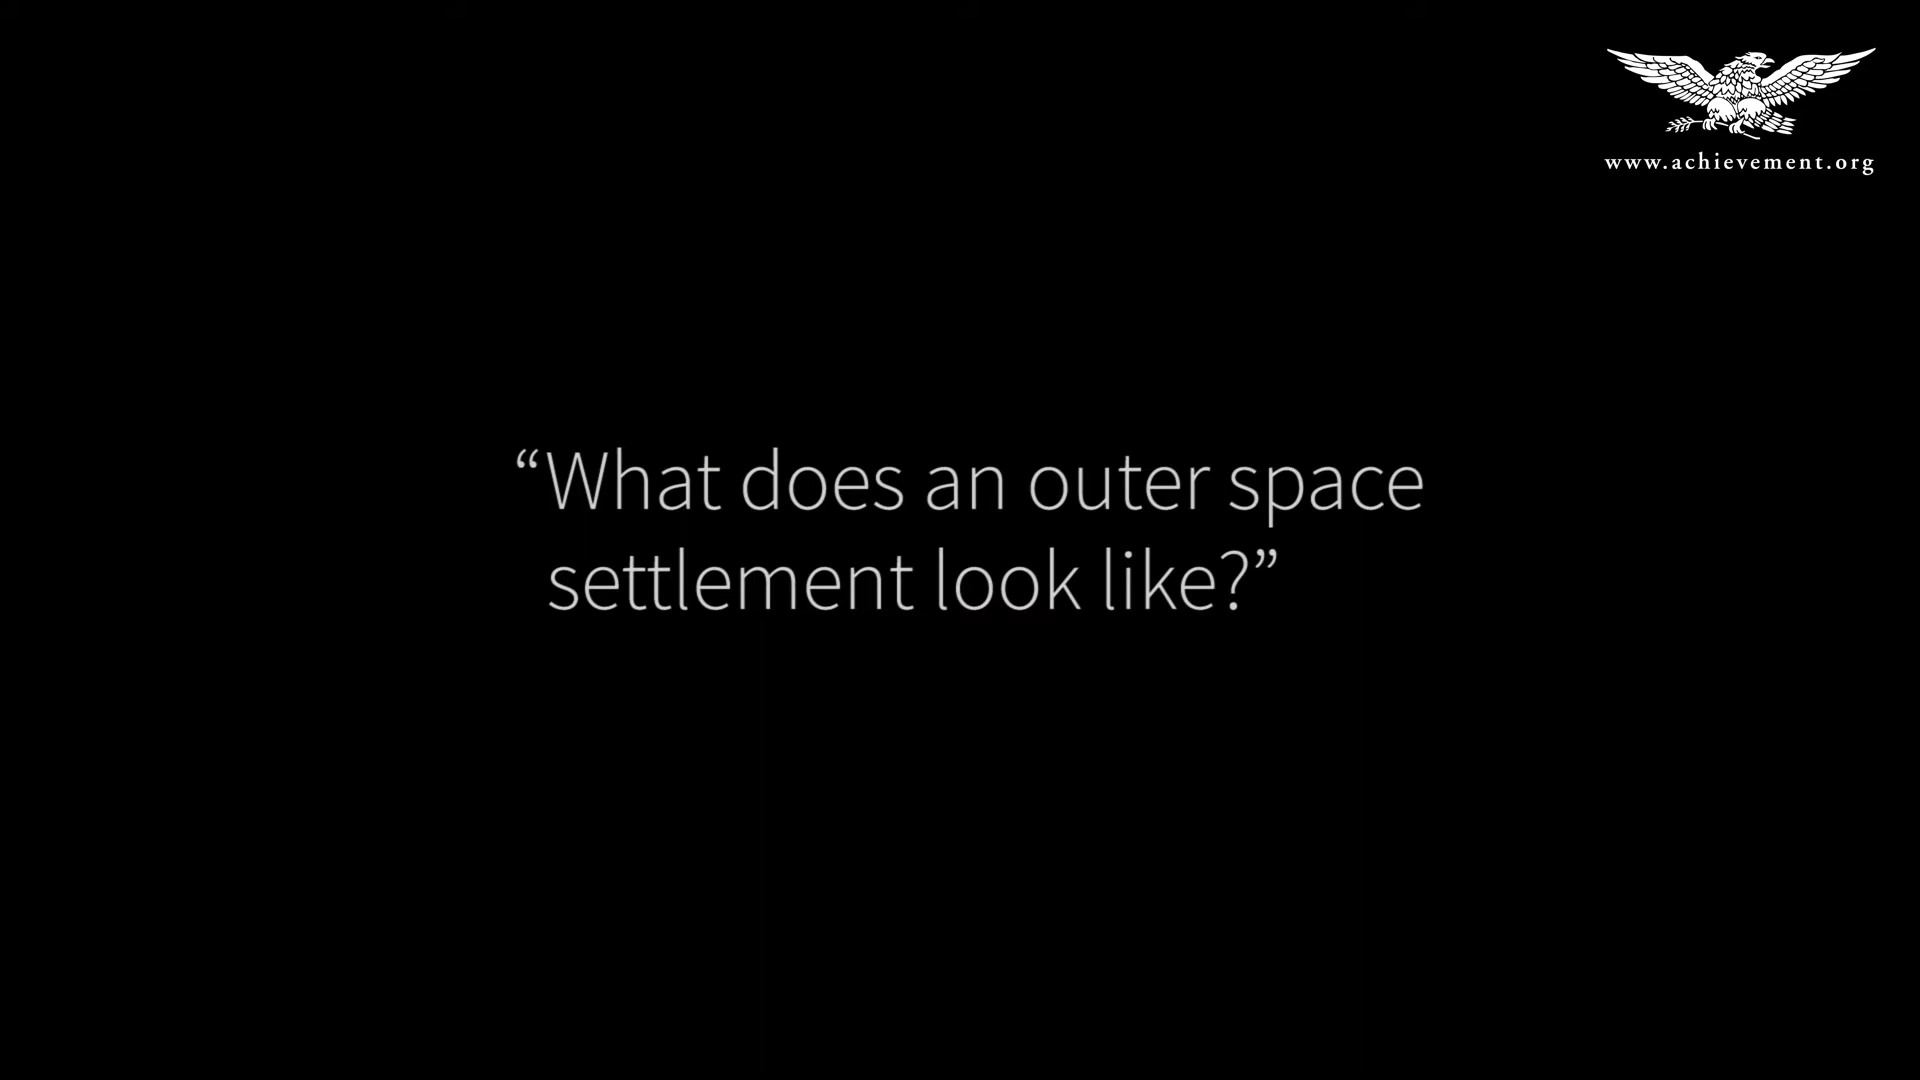 www.achievement.org
“What does an outer space
settlement look like?”